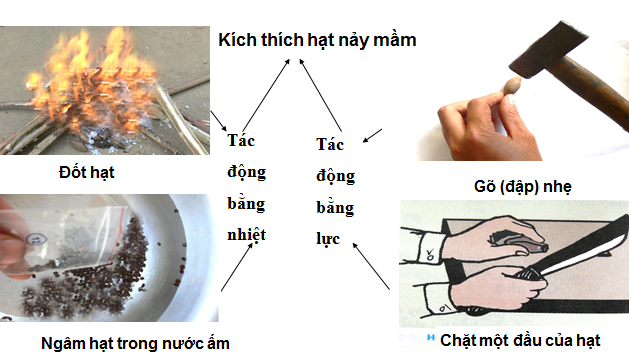 Kích thích hạt nảy mầm
Đốt hạt
Tác
động
bằng
nhiệt
Tác
động
bằng
lực
Gõ (đập) nhẹ
Ngâm hạt trong nước ấm
H
Chặt một đầu của hạt